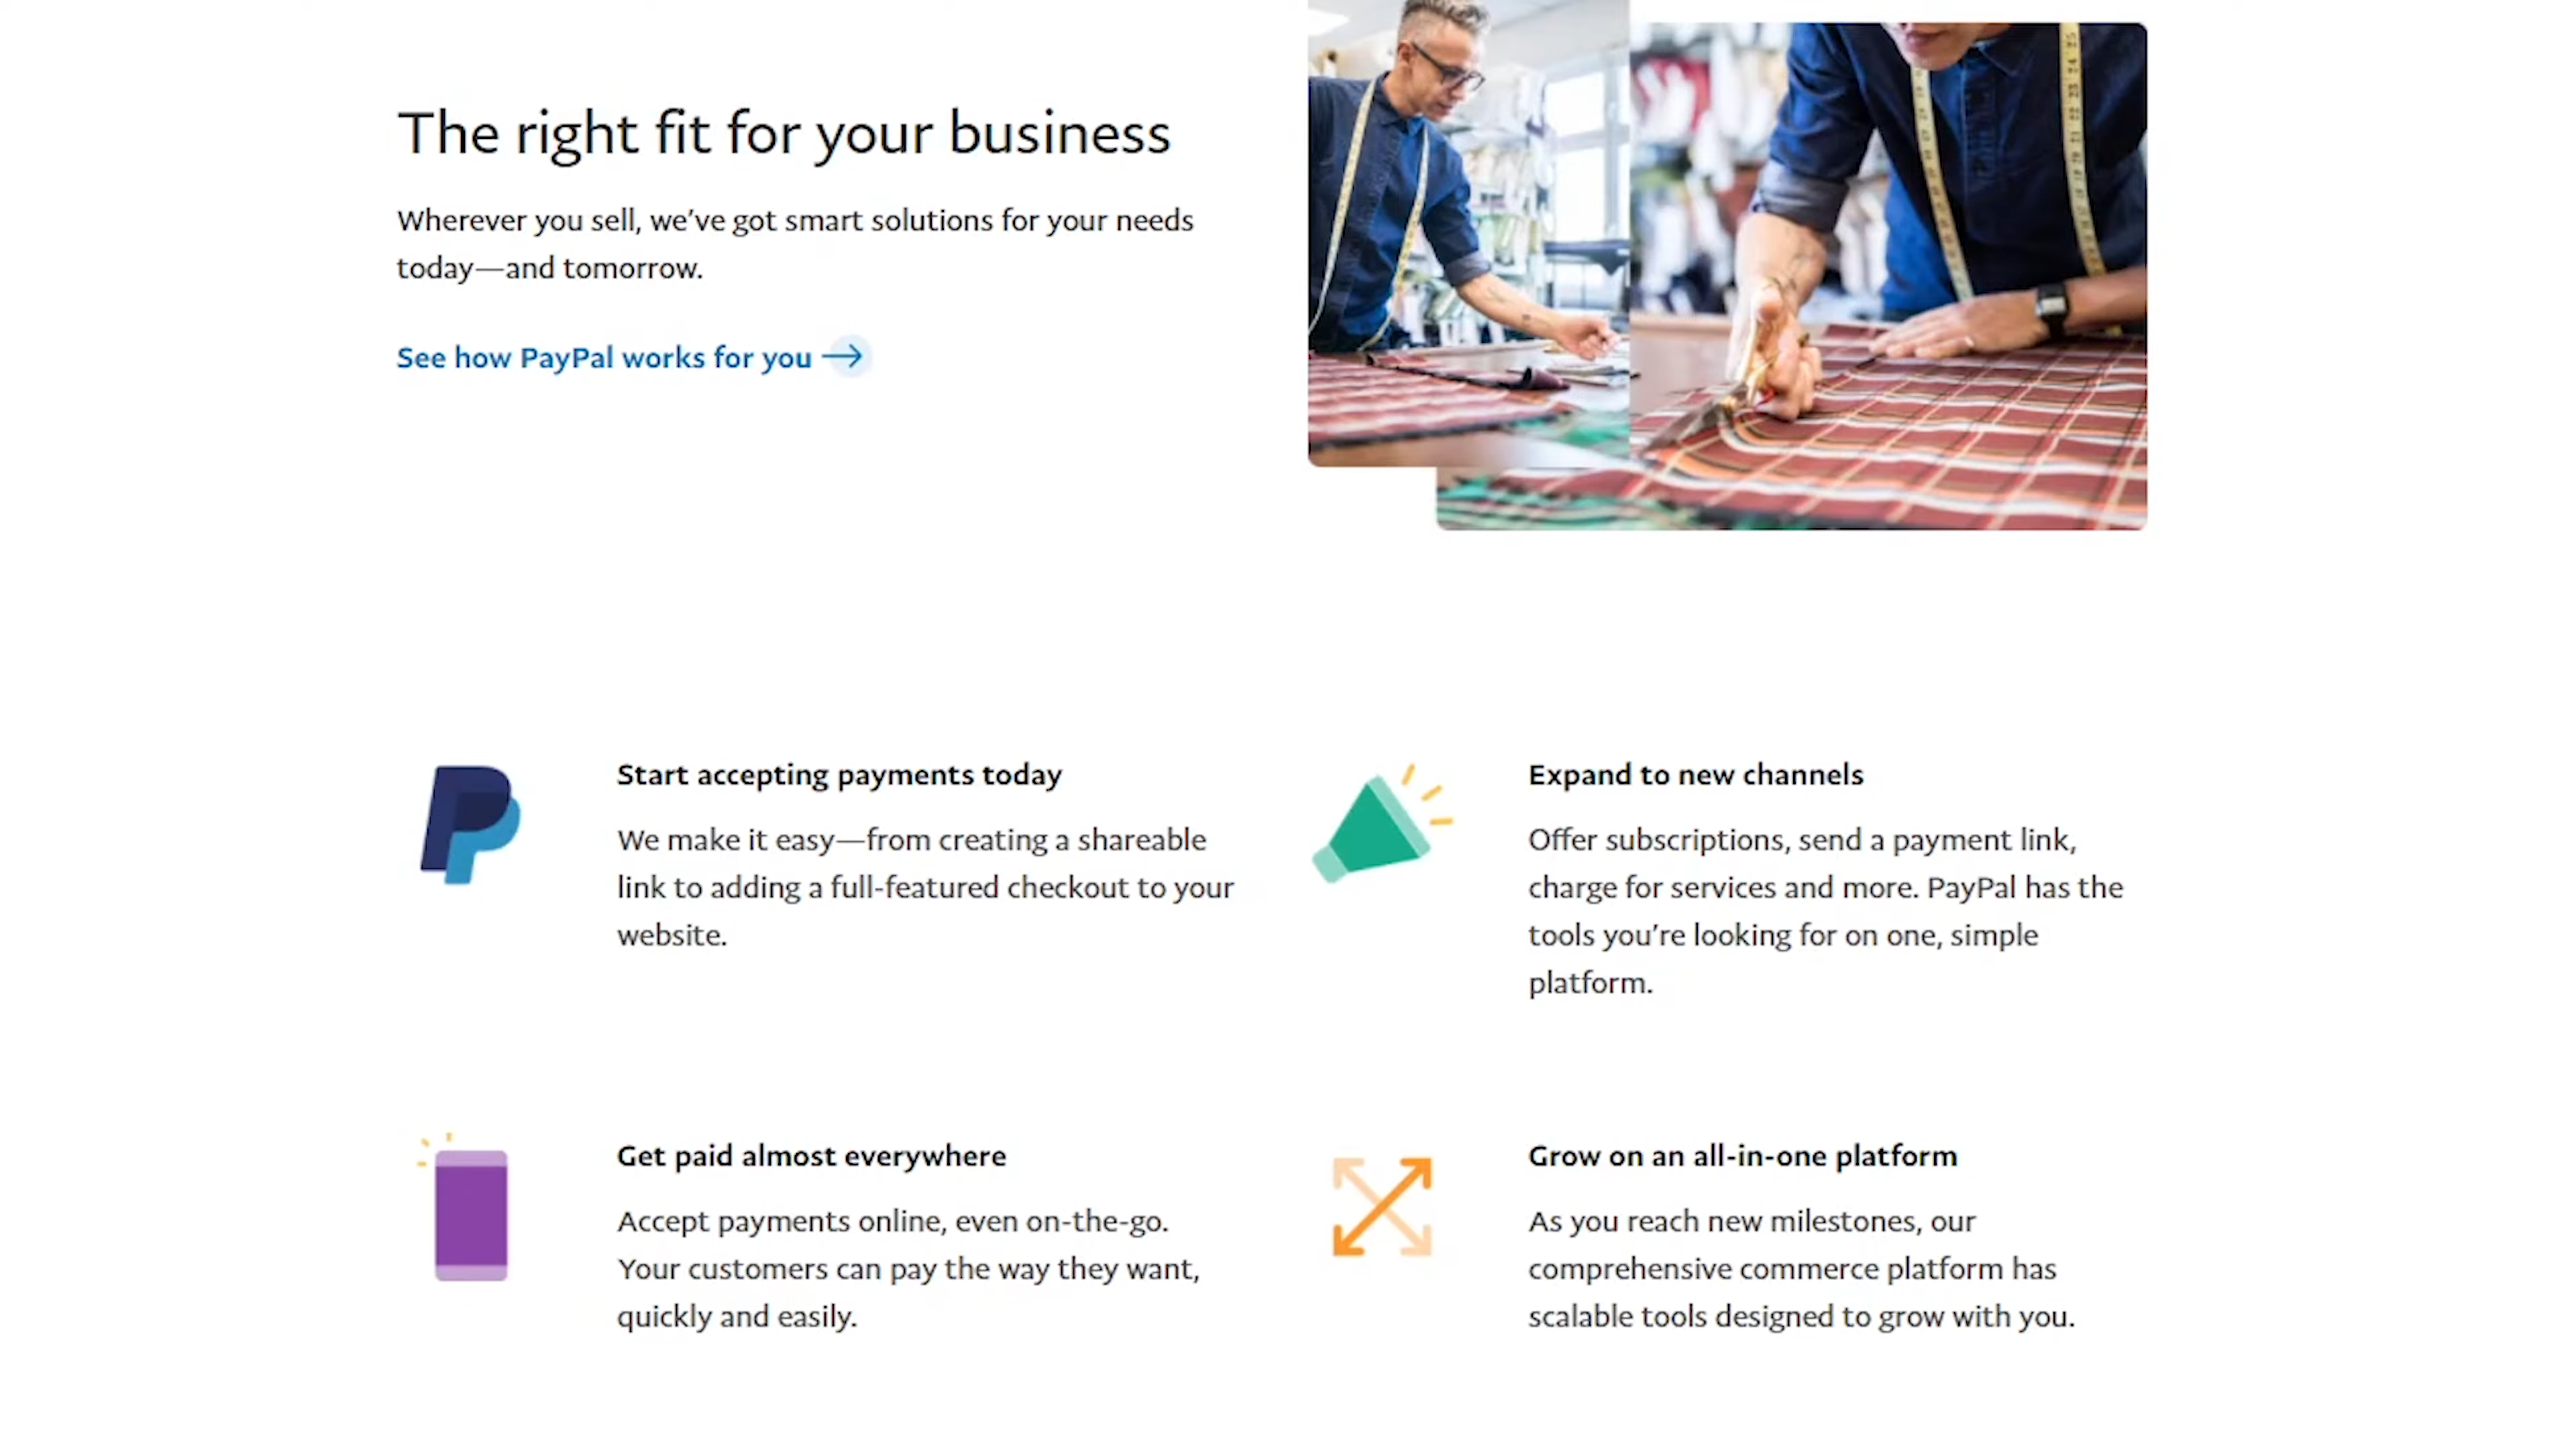 The right fit for your business
Wherever you sell, we've got smart solutions for your needs
today—and tomorrow.
See how PayPal works for you
Start accepting payments today
We make it easy—from creating a shareable
link to adding a full-featured checkout to your
website.
Expand to new channels
Offer subscriptions, send a payment link,
charge for services and more. PayPal has the
tools you're looking for on one, simple
platform.
Get paid almost everywhere
Accept payments online, even on-the-go.
Your customers can pay the way they want,
quickly and easily.
Grow on an all-in-one platform
As you reach new milestones, our
comprehensive commerce platform has
scalable tools designed to grow with you.